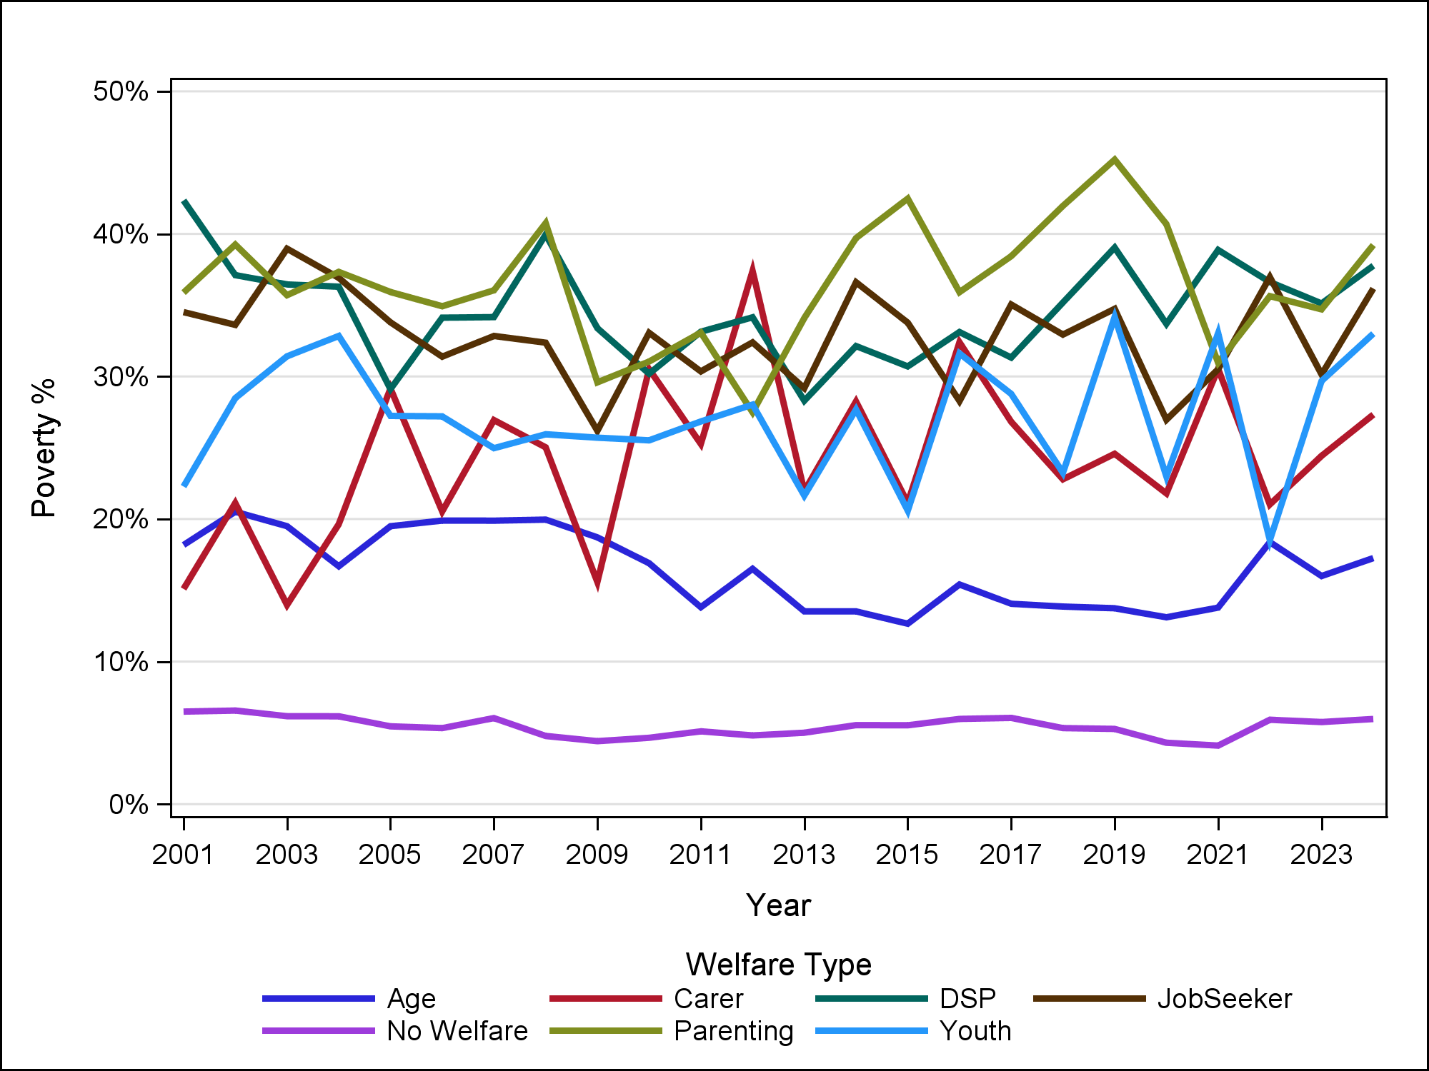 50%
40%
30%
20%
10%
0%
Poverty %
2001 2003 2005 2007 2009 2011 2013 2015 2017 2019 2021 2023
Year
Welfare Type
Age Carer DSP JobSeeker
No Welfare Parenting Youth